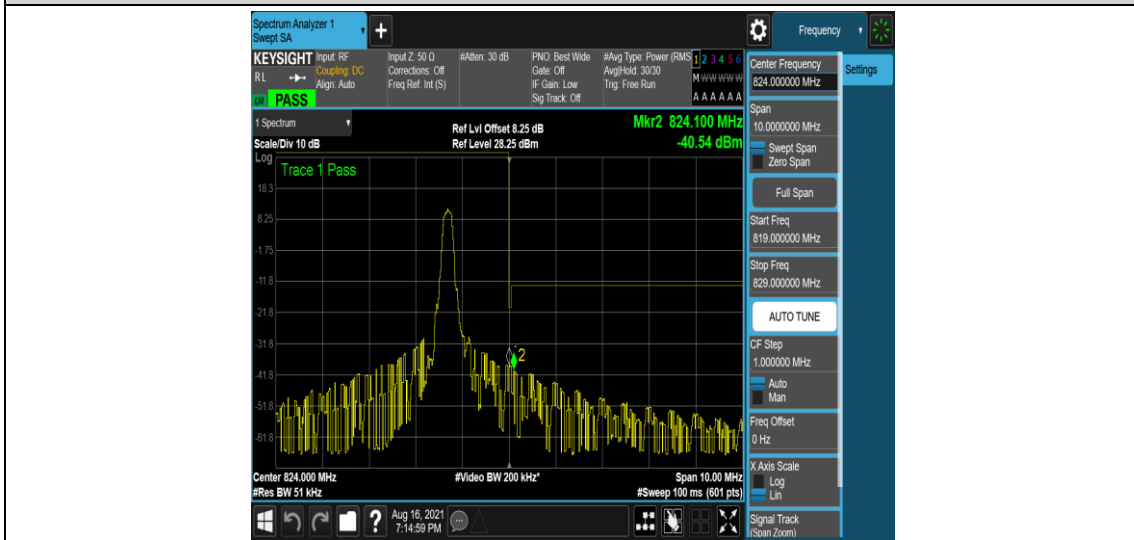 Spectrum Analyzer 1
Swept SA
+
Frequency
KEYSIGHT
RL
PASS
Input: RF
Coupling: DC
Align: Auto
Input Z: 50 Ω
Corrections: Off
Freq Ref: Int (S)
#Atten: 30 dB
PNO: Best Wide
Gate: Off
IF Gain: Low
Sig Track: Off
#Avg Type: Power (RMS
Avg|Hold: 30/30
Trig: Free Run
1 2 3 4 5 6
M W W W W W
A A A A A A
1 Spectrum
Scale/Div 10 dB
Ref Lvl Offset 8.25 dB
Ref Level 28.25 dBm
Mkr2 824.100 MHz
-40.54 dBm
Log
Trace 1 Pass
18.3
8.25
-1.75
-11.8
-21.8
-31.8
-41.8
-51.8
-61.8
2
Center 824.000 MHz
#Res BW 51 kHz
#Video BW 200 kHz*
Span 10.00 MHz
#Sweep 100 ms (601 pts)
?
Aug 16, 2021
7:14:59 PM
Center Frequency
824.000000 MHz
Span
10.0000000 MHz
Swept Span
Zero Span
Full Span
Start Freq
819.000000 MHz
Stop Freq
829.000000 MHz
AUTO TUNE
CF Step
1.000000 MHz
Auto
Man
Freq Offset
0 Hz
X Axis Scale
Log
Lin
Signal Track
(Span Zoom)
Settings